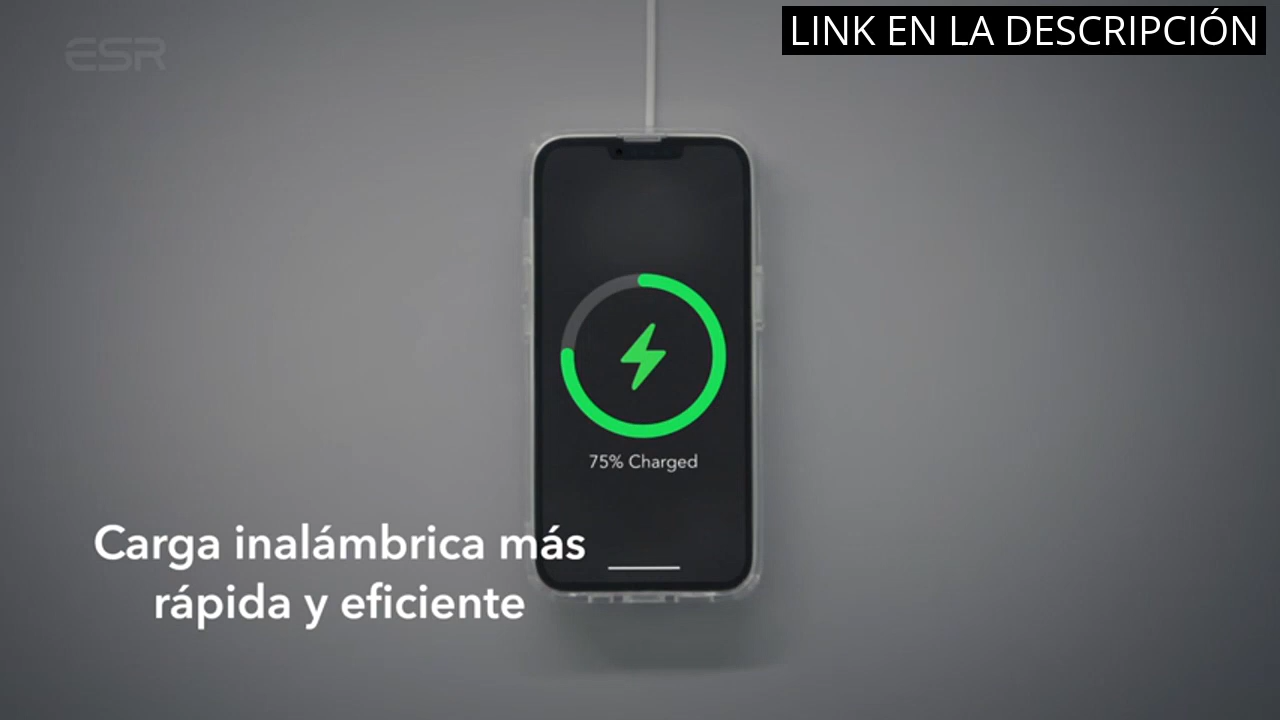 ESR
LINK EN LA DESCRIPCIÓN
75% Charged
Carga inalámbrica más
rápida y eficiente